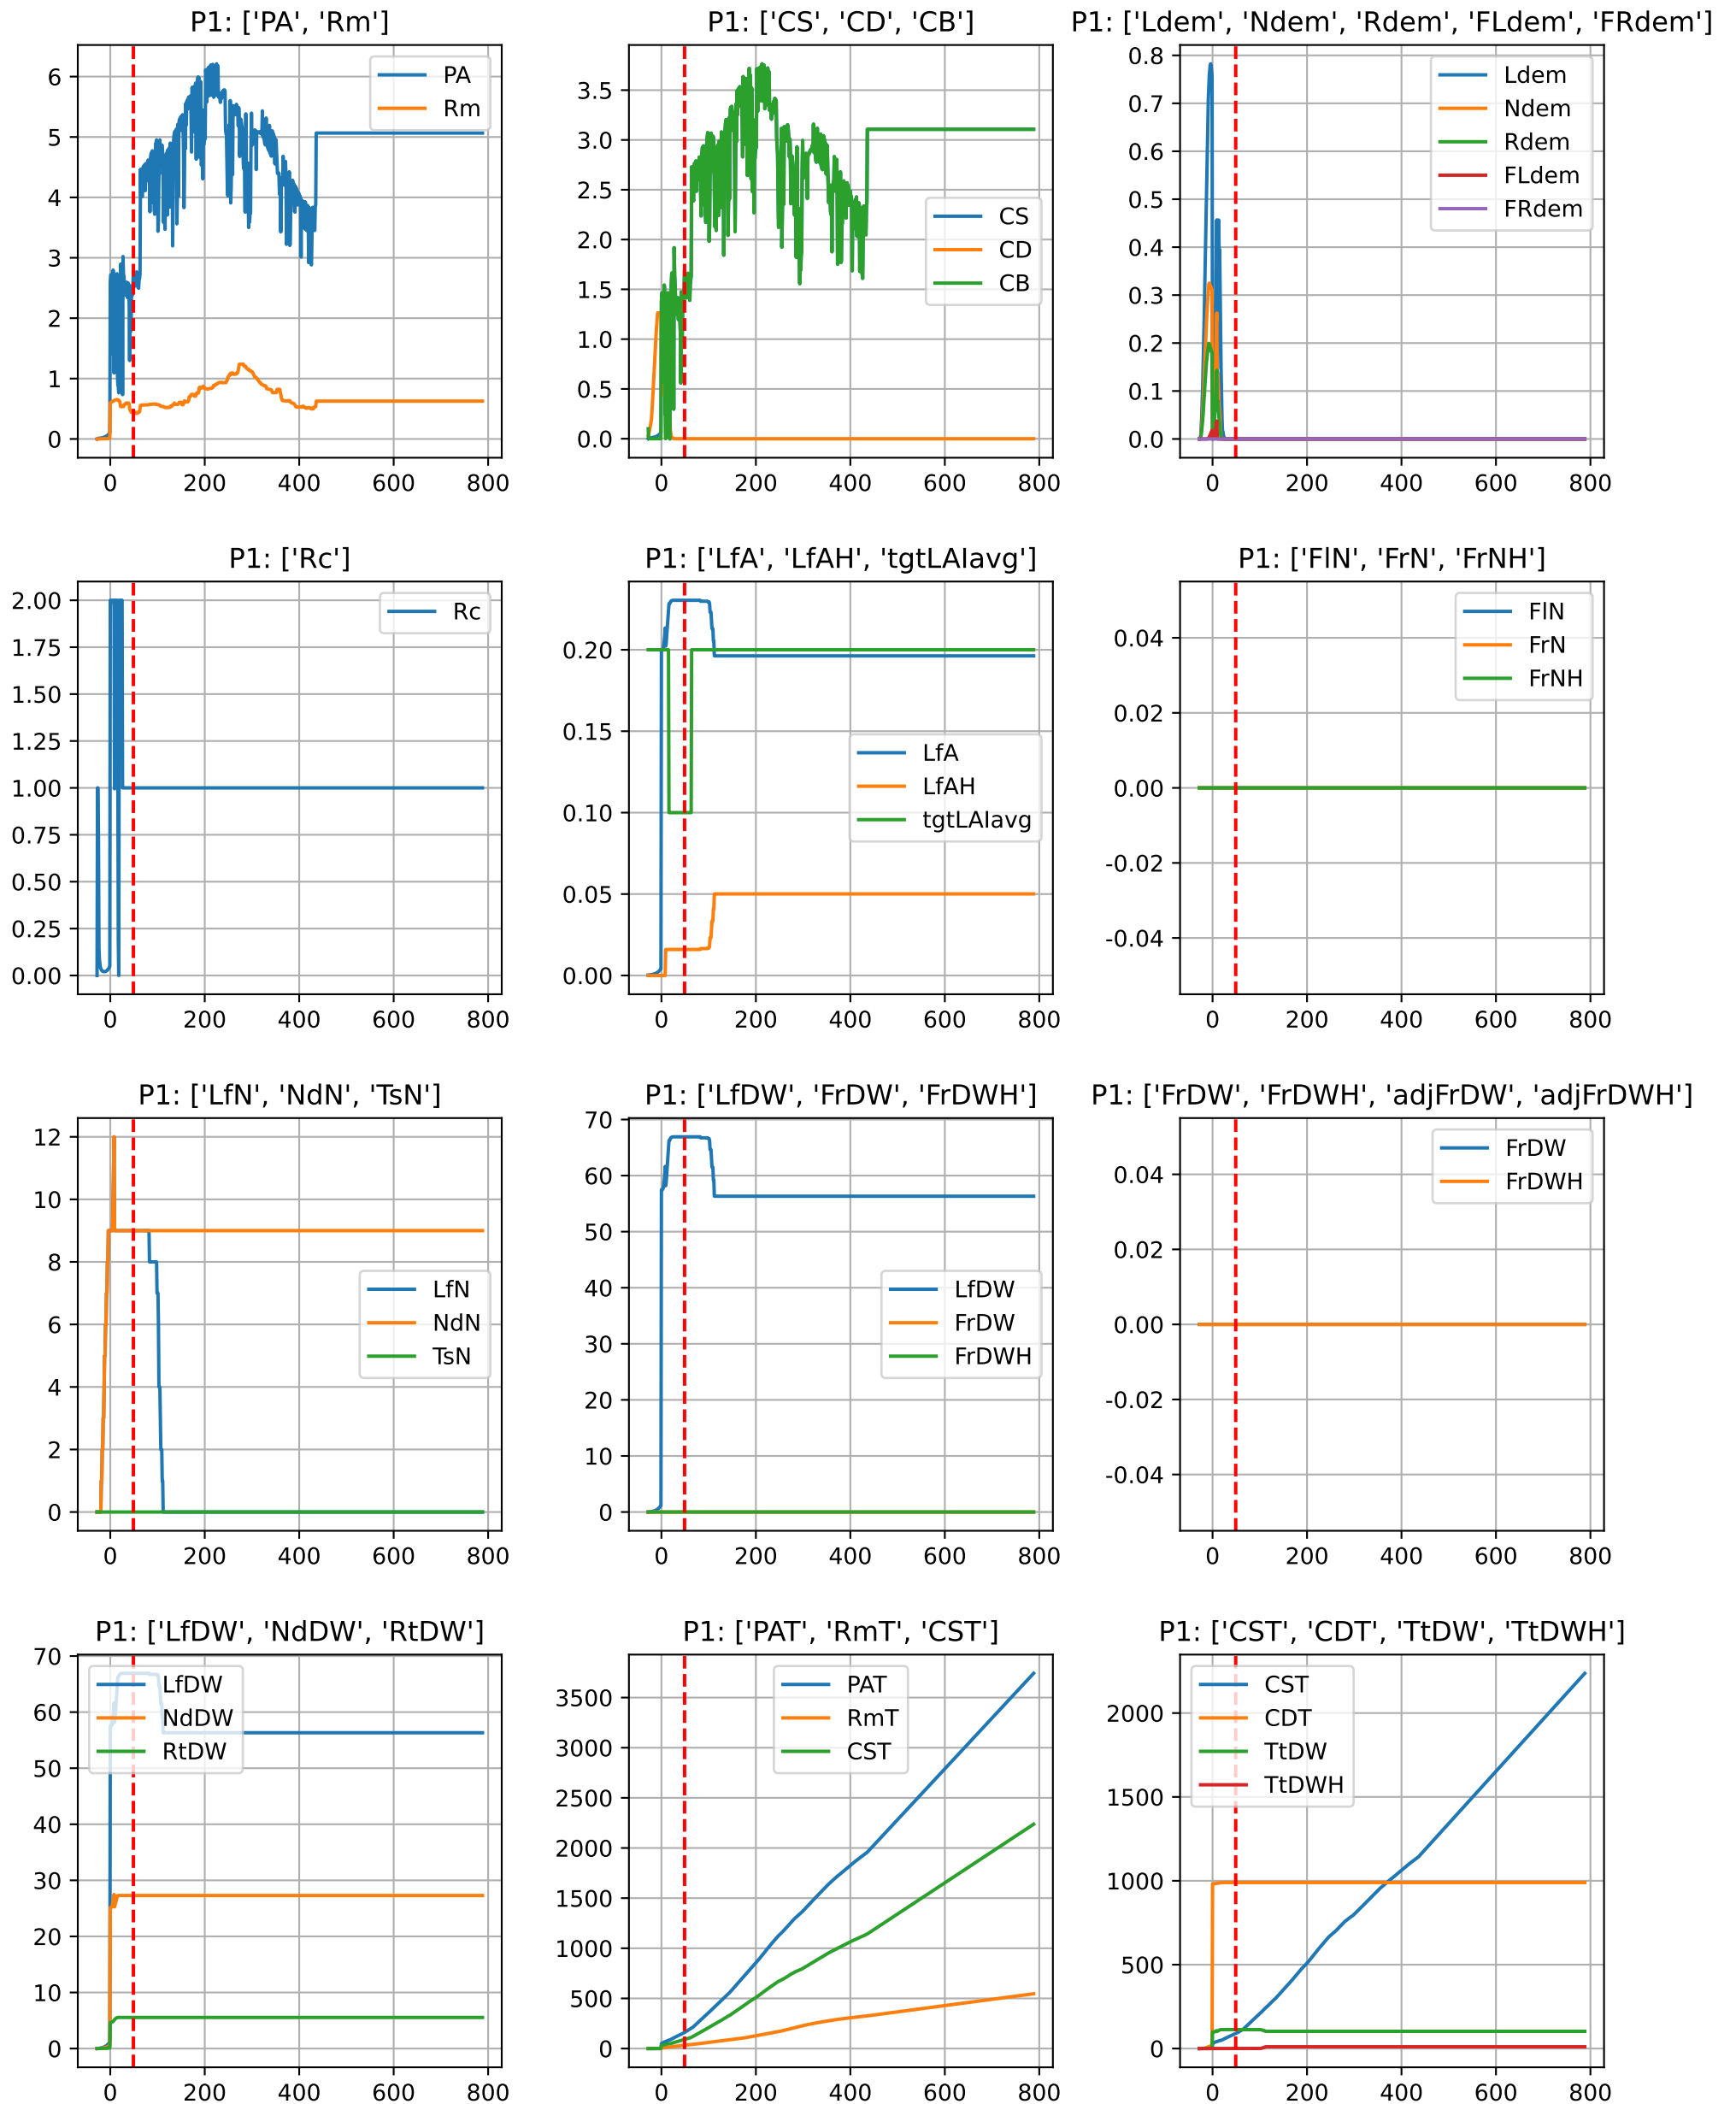 P1: ['PA', 'Rm']
6
5
4
3
2
1
0
0 200 400 600 800
PA
Rm
P1: ['CS', 'CD', 'CB']
3.5
3.0
2.5
2.0
1.5
1.0
0.5
0.0
0 200 400 600 800
CS
CD
CB
P1: ['Ldem', 'Ndem', 'Rdem', 'FLdem', 'FRdem']
0.8
0.7
0.6
0.5
0.4
0.3
0.2
0.1
0.0
0 200 400 600 800
Ldem
Ndem
Rdem
FLdem
FRdem
P1: ['Rc']
2.00
1.75
1.50
1.25
1.00
0.75
0.50
0.25
0.00
0 200 400 600 800
Rc
P1: ['LfA', 'LfAH', 'tgtLAIavg']
0.20
0.15
0.10
0.05
0.00
0 200 400 600 800
LfA
LfAH
tgtLAIavg
P1: ['FlN', 'FrN', 'FrNH']
0.04
0.02
0.00
-0.02
-0.04
0 200 400 600 800
FlN
FrN
FrNH
P1: ['LfN', 'NdN', 'TsN']
12
10
8
6
4
2
0
0 200 400 600 800
LfN
NdN
TsN
P1: ['LfDW', 'FrDW', 'FrDWH']
70
60
50
40
30
20
10
0
0 200 400 600 800
LfDW
FrDW
FrDWH
P1: ['FrDW', 'FrDWH', 'adjFrDW', 'adjFrDWH']
0.04
0.02
0.00
-0.02
-0.04
0 200 400 600 800
FrDW
FrDWH
P1: ['LfDW', 'NdDW', 'RtDW']
70
60
50
40
30
20
10
0
0 200 400 600 800
LfDW
NdDW
RtDW
P1: ['PAT', 'RmT', 'CST']
3500
3000
2500
2000
1500
1000
500
0
0 200 400 600 800
PAT
RmT
CST
P1: ['CST', 'CDT', 'TtDW', 'TtDWH']
2000
1500
1000
500
0
0 200 400 600 800
CST
CDT
TtDW
TtDWH